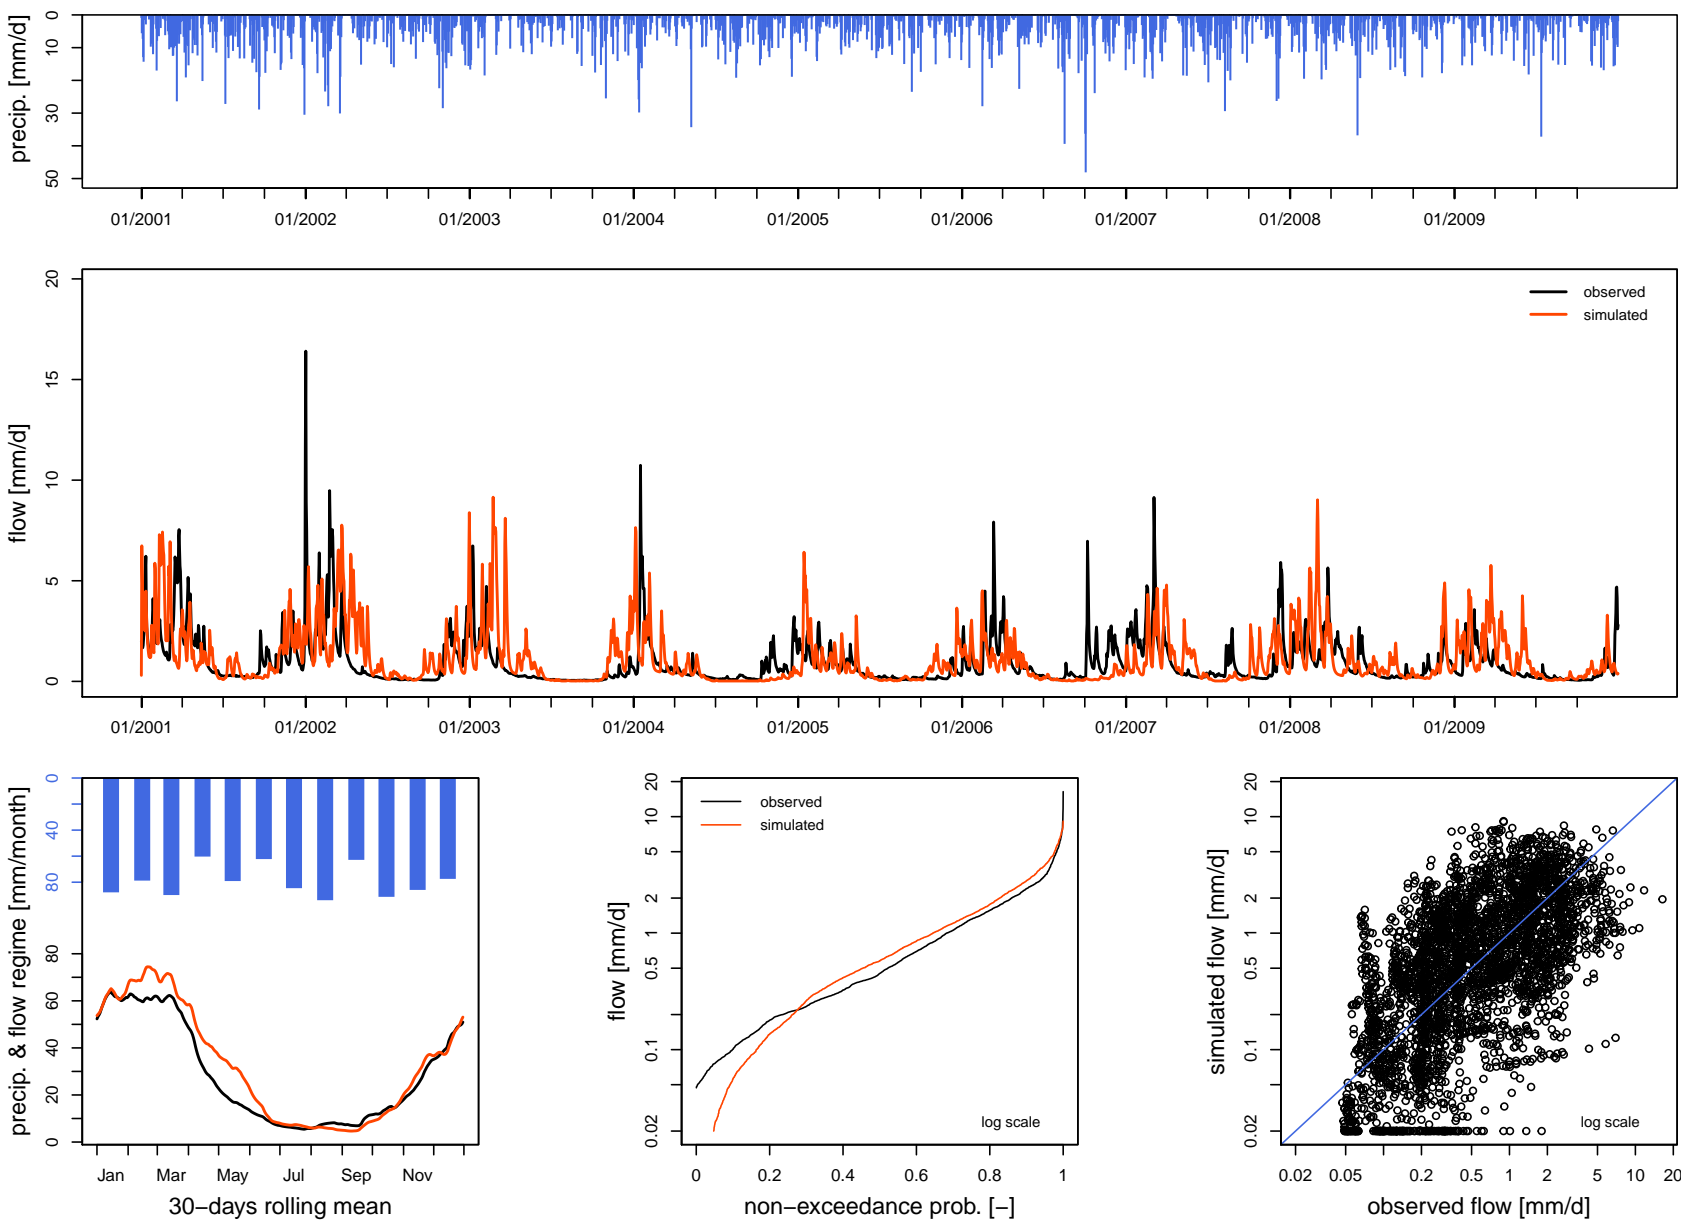 precip. [mm/d]
0
10
30
50
01/2001 01/2002 01/2003 01/2004 01/2005 01/2006 01/2007 01/2008 01/2009
flow [mm/d]
20
15
10
5
0
observed
simulated
01/2001 01/2002 01/2003 01/2004 01/2005 01/2006 01/2007 01/2008 01/2009
precip. & flow regime [mm/month]
0
40
80
80
60
40
20
0
Jan Mar May Jul Sep Nov
30−days rolling mean
flow [mm/d]
20
10
5
2
1
0.5
0.1
0.02
observed
simulated
log scale
0 0.2 0.4 0.6 0.8 1
non−exceedance prob. [−]
simulated flow [mm/d]
20
10
5
2
1
0.5
0.1
0.02
log scale
0.02 0.05 0.2 0.5 1 2 5 10 20
observed flow [mm/d]